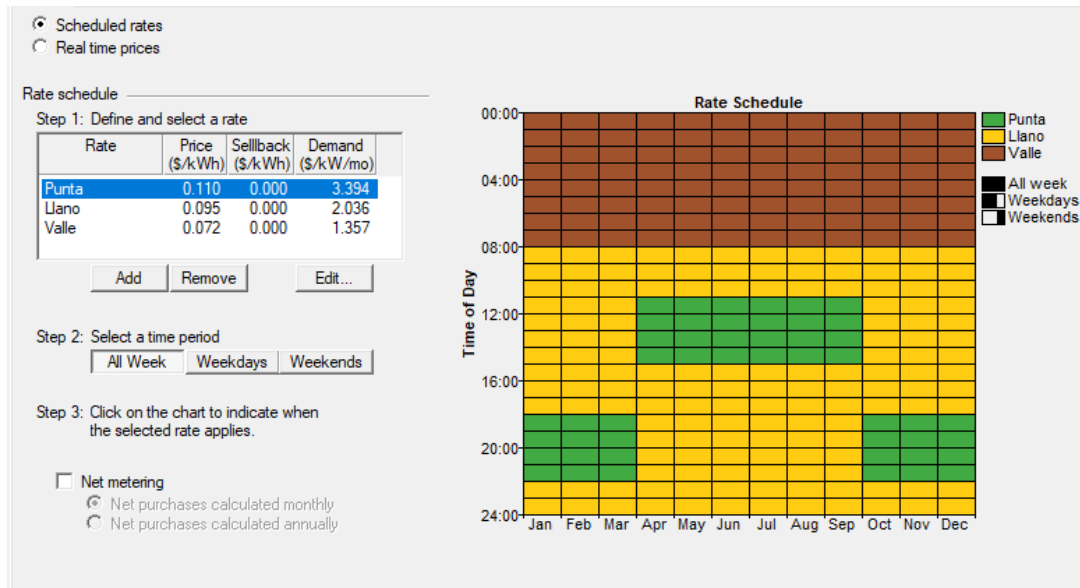 Scheduled rates
Real time prices
Rate schedule
Step 1: Define and select a rate
Rate Price Selllback Demand
($/kWh) ($/kWh) ($/kW/mo)
Punta 0.110 0.000 3.394
Llano 0.095 0.000 2.036
Valle 0.072 0.000 1.357
Add Remove Edit...
Step 2: Select a time period
All Week Weekdays Weekends
Step 3: Click on the chart to indicate when
the selected rate applies.
Net metering
Net purchases calculated monthly
Net purchases calculated annually
Rate Schedule
Time of Day
00:00
04:00
08:00
12:00
16:00
20:00
24:00
Jan Feb Mar Apr May Jun Jul Aug Sep Oct Nov Dec
Punta
Llano
Valle
All week
Weekdays
Weekends